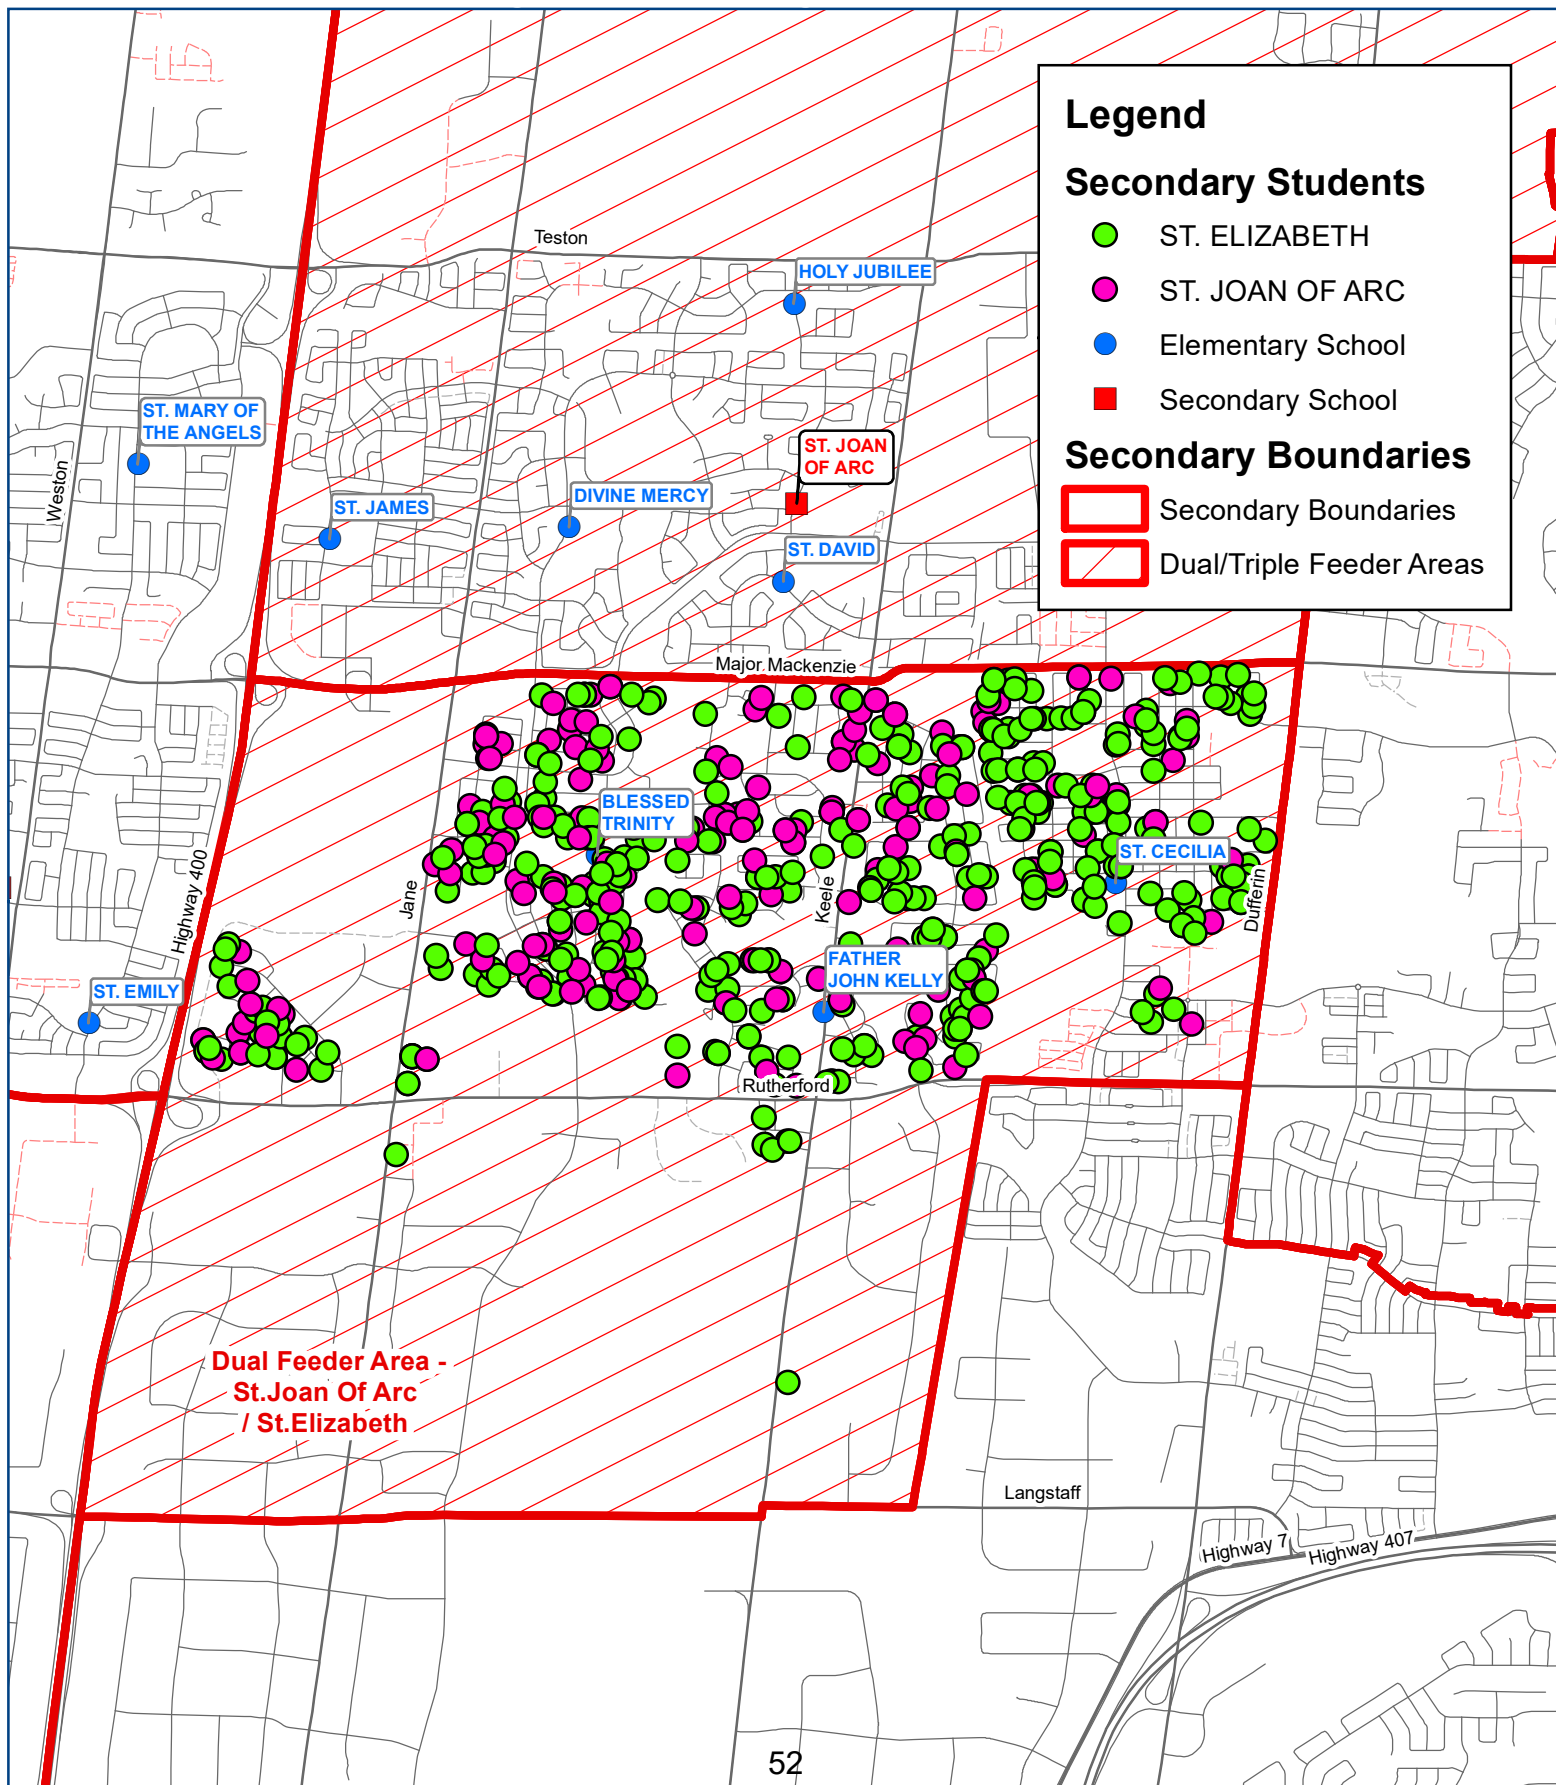 Legend
Secondary Students
ST. ELIZABETH
ST. JOAN OF ARC
Elementary School
Secondary School
Secondary Boundaries
Secondary Boundaries
Dual/Triple Feeder Areas
Teston
HOLY JUBILEE
ST. MARY OF
THE ANGELS
ST. JOAN
OF ARC
Weston
ST. JAMES
DIVINE MERCY
ST. DAVID
Major Mackenzie
BLESSED
TRINITY
ST. CECILIA
Highway 400
Jane
Keele
Dufferin
FATHER
JOHN KELLY
ST. EMILY
Rutherford
Dual Feeder Area -
St.Joan Of Arc
/ St.Elizabeth
Langstaff
Highway 7
Highway 407
52